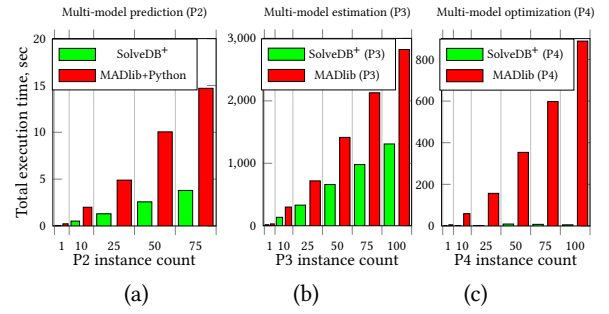 Multi-model prediction (P2)
Total execution time, sec
20
15
10
5
0
SolveDB+
MADlib+Python
1 10 25 50 75
P2 instance count
(a)
Multi-model estimation (P3)
3,000
2,000
1,000
0
SolveDB+ (P3)
MADlib (P3)
1 10 25 50 75 100
P3 instance count
(b)
Multi-model optimization (P4)
800
600
400
200
0
SolveDB+ (P4)
MADlib (P4)
1 10 25 50 75 100
P4 instance count
(c)